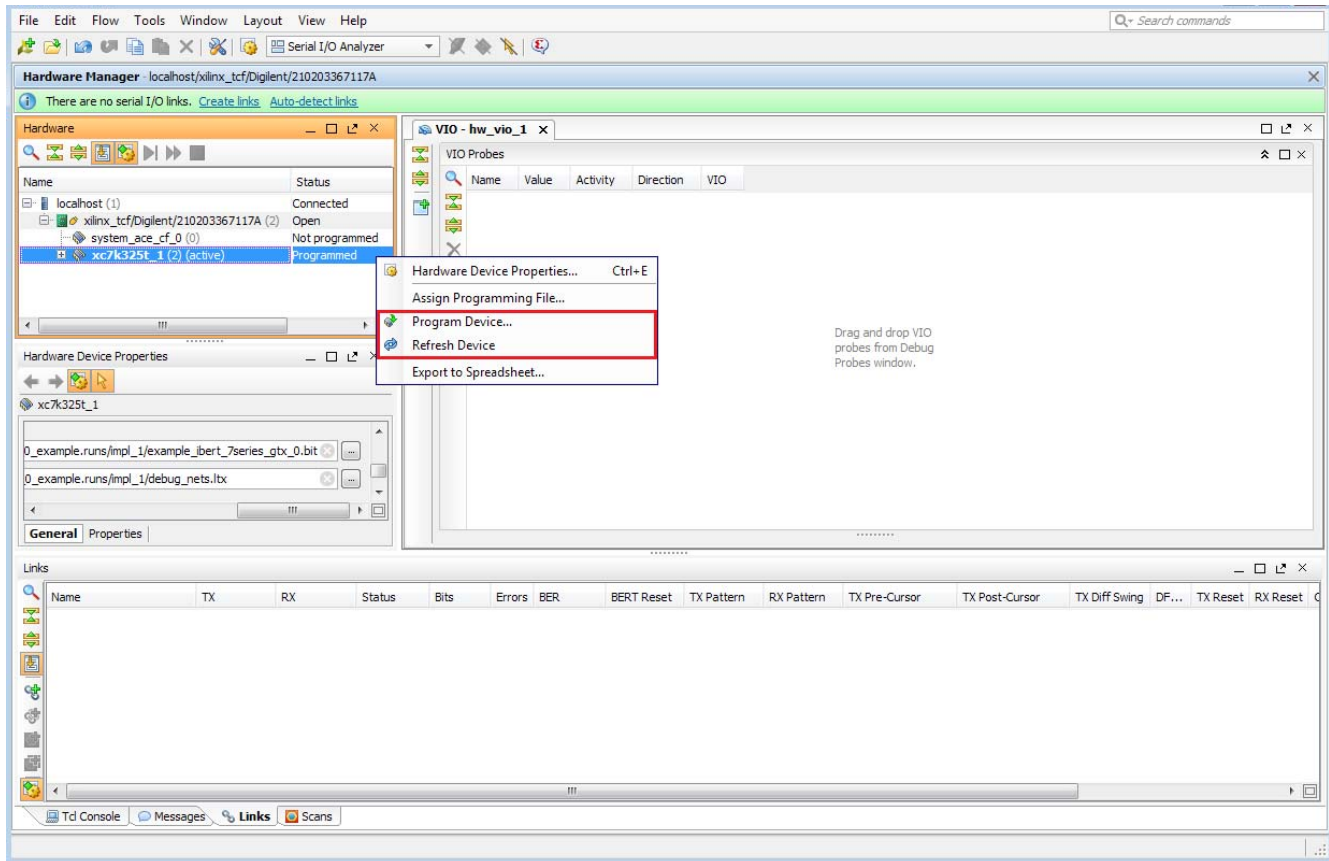 File Edit Flow Tools Window Layout View Help
Search commands
Serial I/O Analyzer
Hardware Manager - localhost/xilinx_tcf/Digilent/210203367117A
There are no serial I/O links. Create links Auto-detect links
Hardware
Name Status
localhost (1) Connected
xilinx_tcf/Digilent/210203367117A (2) Open
system_ace_cf_0 (0) Not programmed
xc7k325t_1 (2) (active) Programmed
VIO - hw_vio_1
VIO Probes
Name Value Activity Direction VIO
Hardware Device Properties... Ctrl+E
Assign Programming File...
Program Device...
Refresh Device
Export to Spreadsheet...
Drag and drop VIO
probes from Debug
Probes window.
Hardware Device Properties
xc7k325t_1
0_example.runs/impl_1/example_ibert_7series_gtx_0.bit
0_example.runs/impl_1/debug_nets.ltx
General Properties
Links
Name TX RX Status Bits Errors BER BERT Reset TX Pattern RX Pattern TX Pre-Cursor TX Post-Cursor TX Diff Swing DF... TX Reset RX Reset
Tcl Console Messages Links Scans